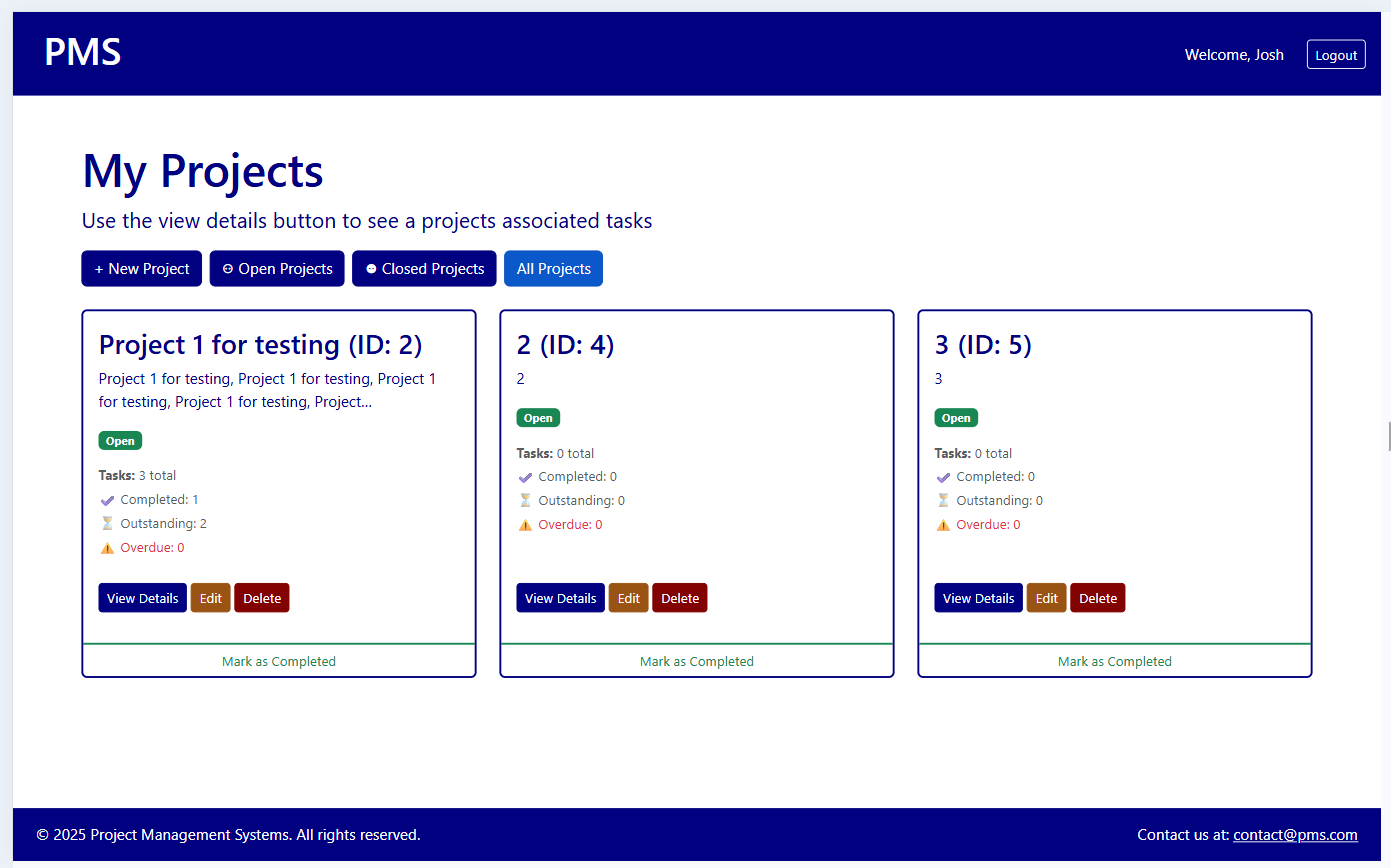 PMS
Welcome, Josh
Logout
My Projects
Use the view details button to see a projects associated tasks
+ New Project
Open Projects
Closed Projects
All Projects
Project 1 for testing (ID: 2)
Project 1 for testing, Project 1 for testing, Project 1
for testing, Project 1 for testing, Project...
Open
Tasks: 3 total
Completed: 1
Outstanding: 2
Overdue: 0
View Details
Edit
Delete
Mark as Completed
2 (ID: 4)
2
Open
Tasks: 0 total
Completed: 0
Outstanding: 0
Overdue: 0
View Details
Edit
Delete
Mark as Completed
3 (ID: 5)
3
Open
Tasks: 0 total
Completed: 0
Outstanding: 0
Overdue: 0
View Details
Edit
Delete
Mark as Completed
© 2025 Project Management Systems. All rights reserved.
Contact us at: contact@pms.com